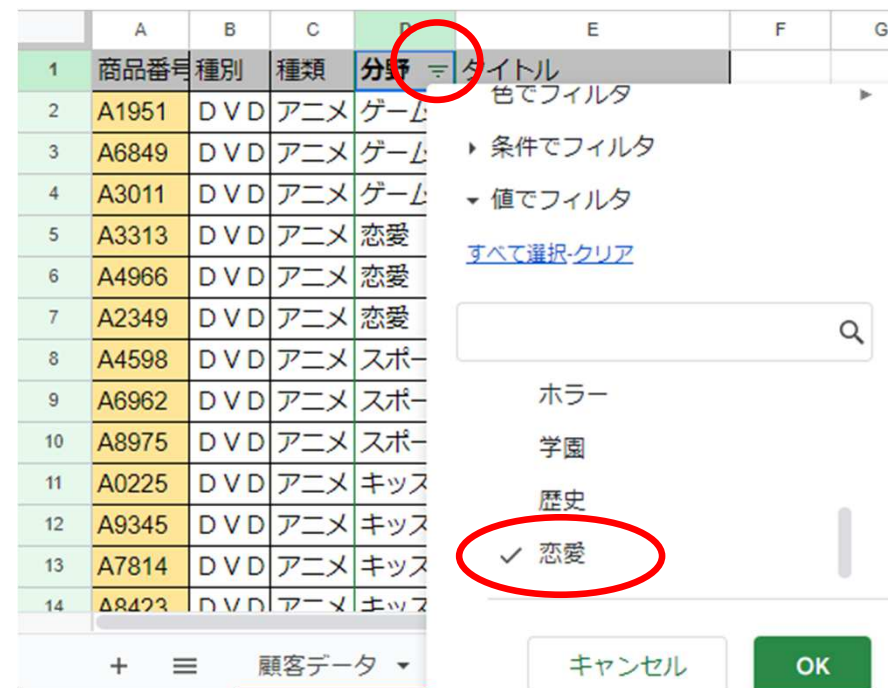 A B C D E F G
1 商品番号 種別 種類 分野 タイトル
2 A1951 ＤＶＤ アニメ ゲーム
3 A6849 ＤＶＤ アニメ ゲーム
4 A3011 ＤＶＤ アニメ ゲーム
5 A3313 ＤＶＤ アニメ 恋愛
6 A4966 ＤＶＤ アニメ 恋愛
7 A2349 ＤＶＤ アニメ 恋愛
8 A4598 ＤＶＤ アニメ スポー
9 A6962 ＤＶＤ アニメ スポー
10 A8975 ＤＶＤ アニメ スポー
11 A0225 ＤＶＤ アニメ キッズ
12 A9345 ＤＶＤ アニメ キッズ
13 A7814 ＤＶＤ アニメ キッズ
14 A8423 ＤＶＤ アニメ キッズ
色でフィルタ
条件でフィルタ
値でフィルタ
すべて選択-クリア
ホラー
学園
歴史
恋愛
キャンセル OK
顧客データ